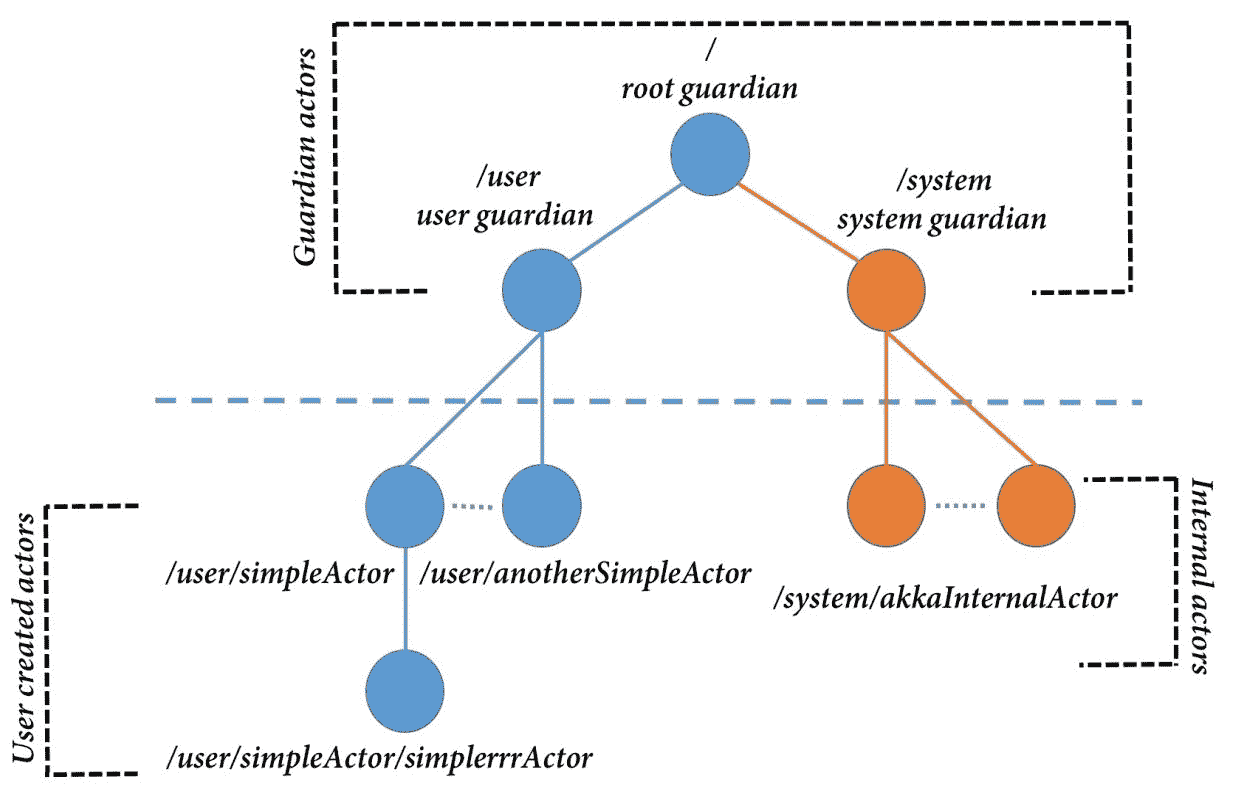 Guardian actors
/
root guardian
/user
user guardian
/system
system guardian
User created actors
/user/simpleActor
/user/anotherSimpleActor
/system/akkaInternalActor
Internal actors
/user/simpleActor/simplerrrActor